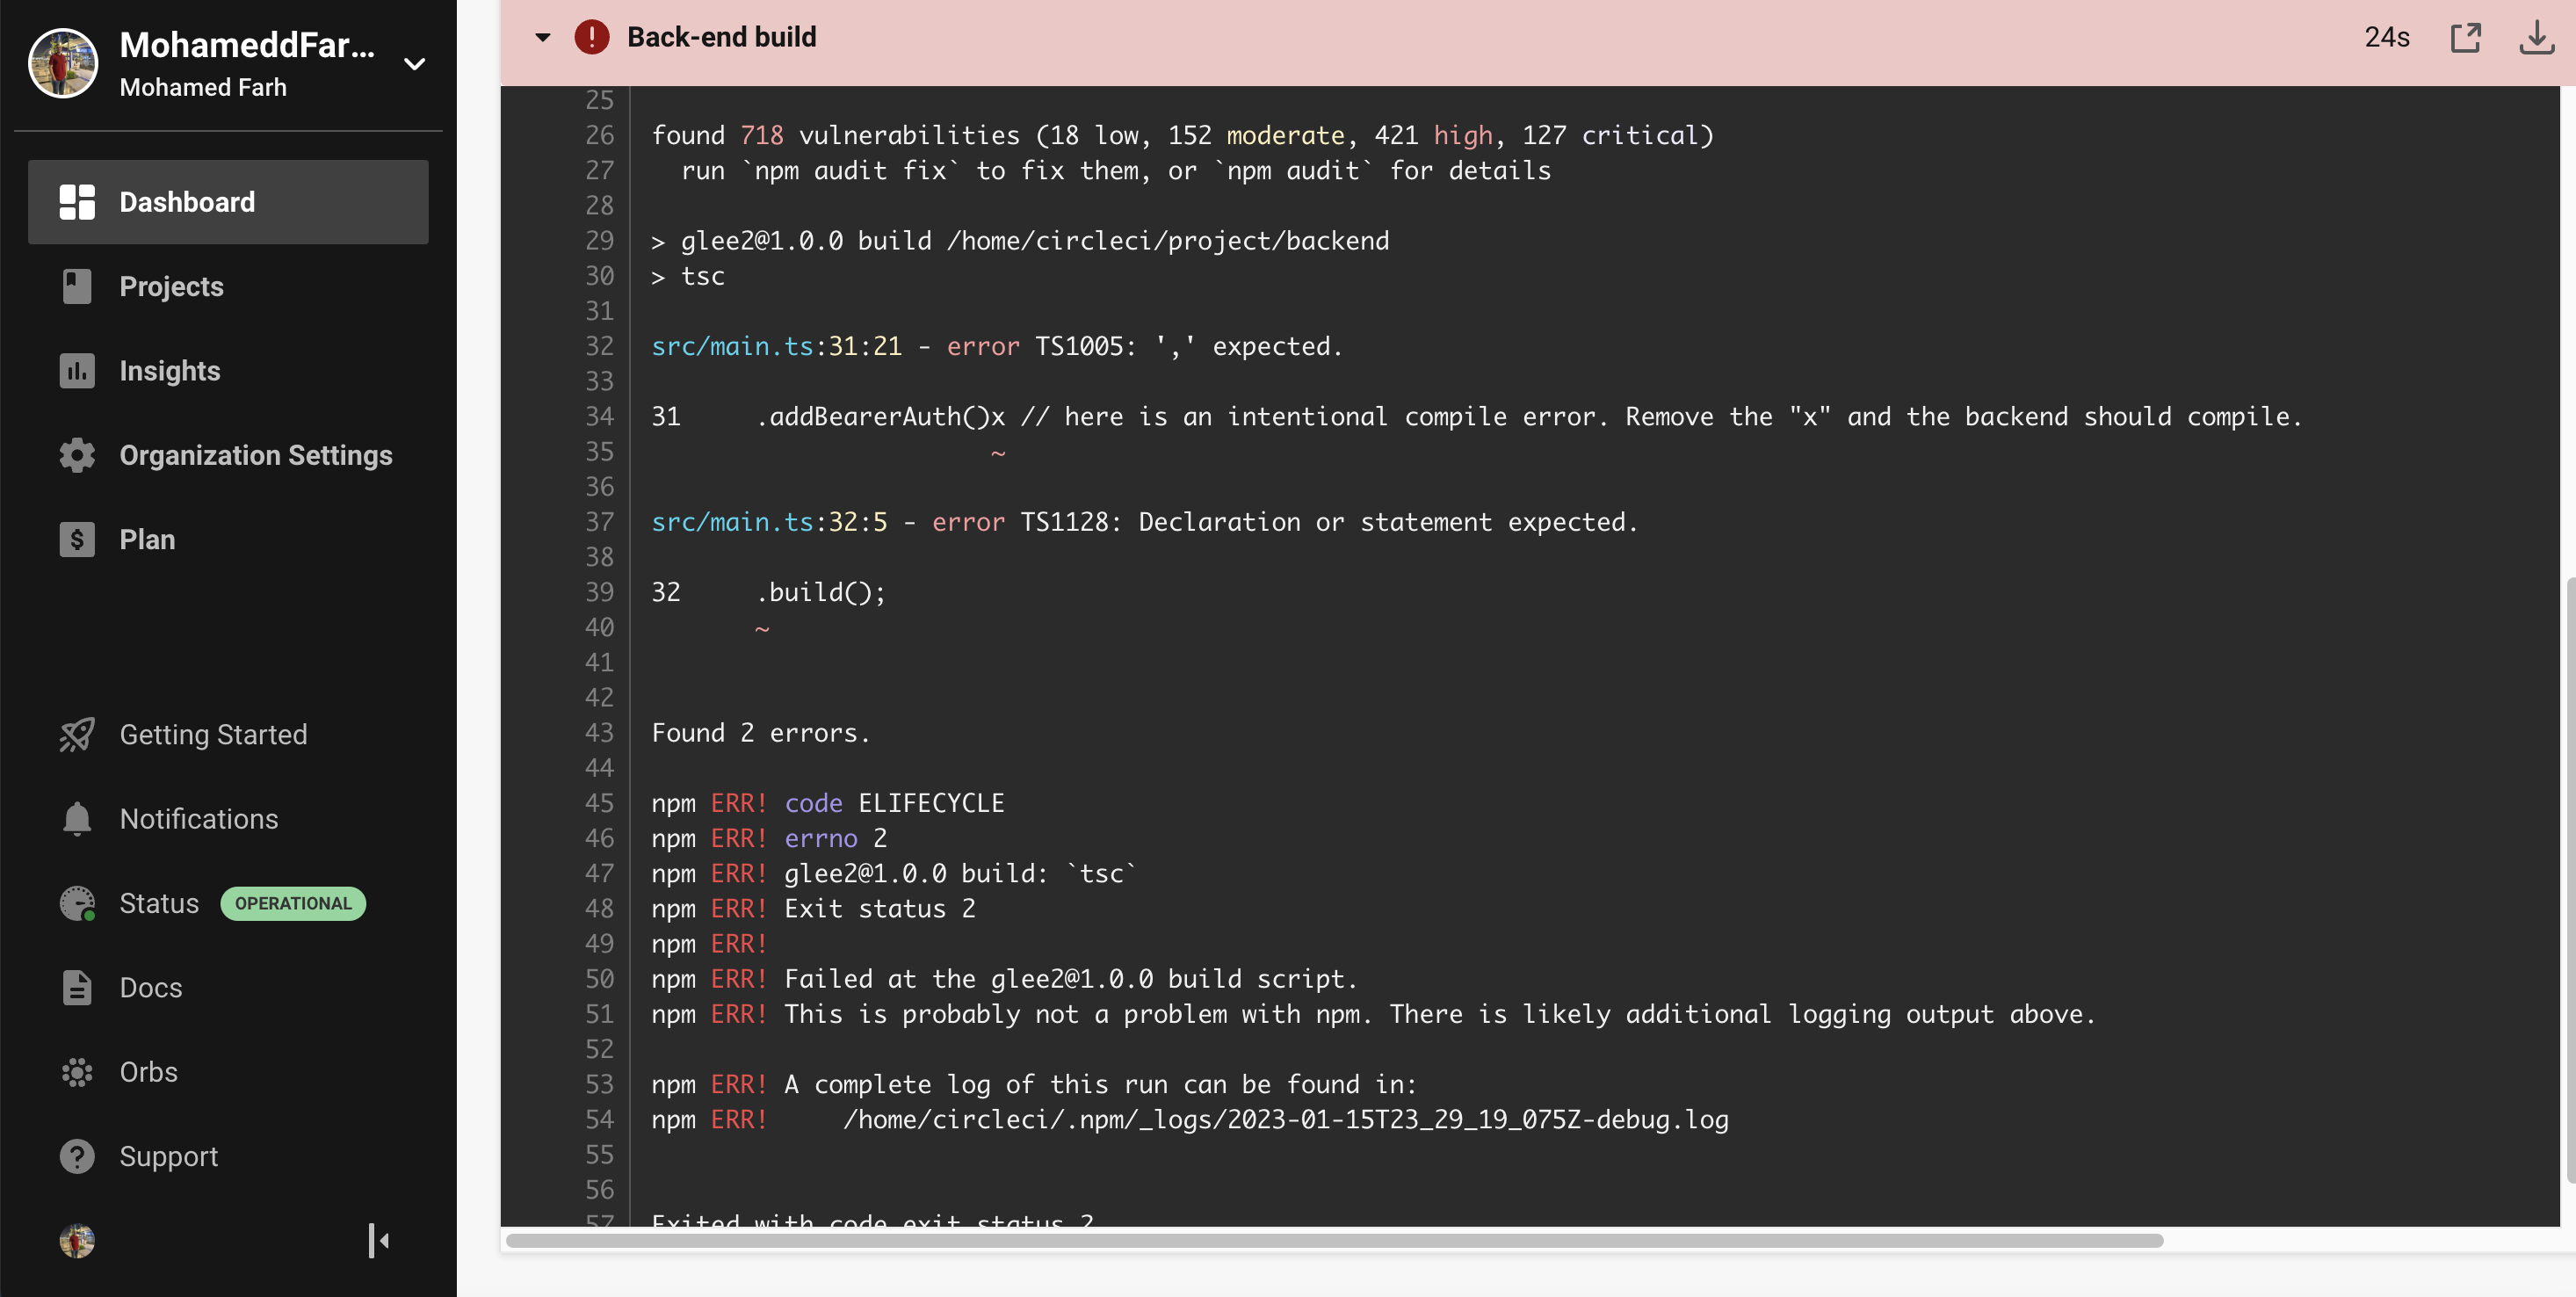 MohameddFar...
Mohamed Farh
Dashboard
Projects
Insights
Organization Settings
Plan
Getting Started
Notifications
Status OPERATIONAL
Docs
Orbs
Support
Back-end build 24s
25
26 found 718 vulnerabilities (18 low, 152 moderate, 421 high, 127 critical)
27   run `npm audit fix` to fix them, or `npm audit` for details
28
29 > glee2@1.0.0 build /home/circleci/project/backend
30 > tsc
31
32 src/main.ts:31:21 - error TS1005: ',' expected.
33
34 31     .addBearerAuth()x // here is an intentional compile error. Remove the "x" and the backend should compile.
35                        ~
36
37 src/main.ts:32:5 - error TS1128: Declaration or statement expected.
38
39 32     .build();
40        ~
41
42
43 Found 2 errors.
44
45 npm ERR! code ELIFECYCLE
46 npm ERR! errno 2
47 npm ERR! glee2@1.0.0 build: `tsc`
48 npm ERR! Exit status 2
49 npm ERR!
50 npm ERR! Failed at the glee2@1.0.0 build script.
51 npm ERR! This is probably not a problem with npm. There is likely additional logging output above.
52
53 npm ERR! A complete log of this run can be found in:
54 npm ERR!     /home/circleci/.npm/_logs/2023-01-15T23_29_19_075Z-debug.log
55
56
57 Exited with code exit status 2